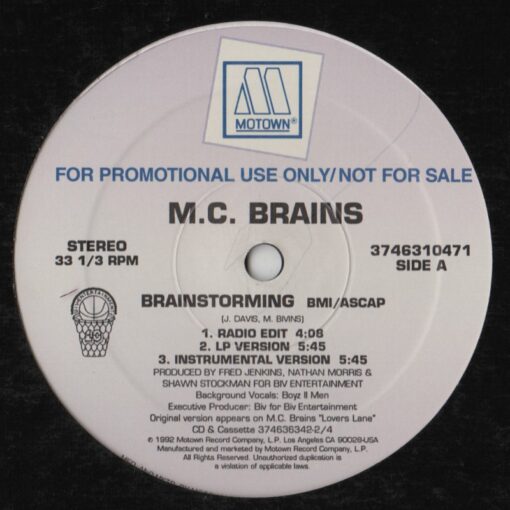 MOTOWN®
FOR PROMOTIONAL USE ONLY/NOT FOR SALE
M.C. BRAINS
STEREO
33 1/3 RPM
3746310471
SIDE A
BRAINSTORMING BMI/ASCAP
(J. DAVIS, M. BIVINS)
1. RADIO EDIT 4:08
2. LP VERSION 5:45
3. INSTRUMENTAL VERSION 5:45
PRODUCED BY FRED JENKINS, NATHAN MORRIS &
SHAWN STOCKMAN FOR BIV ENTERTAINMENT
Background Vocals: Boyz II Men
Executive Producer: Biv for Biv Entertainment
Original version appears on M.C. Brains "Lovers Lane"
CD & Cassette 374636342-2/4
℗ 1992 Motown Record Company, L.P. Los Angeles CA 90028-USA
Manufactured and marketed by Motown Record Company, L.P.
All Rights Reserved. Unauthorized duplication is
a violation of applicable laws.